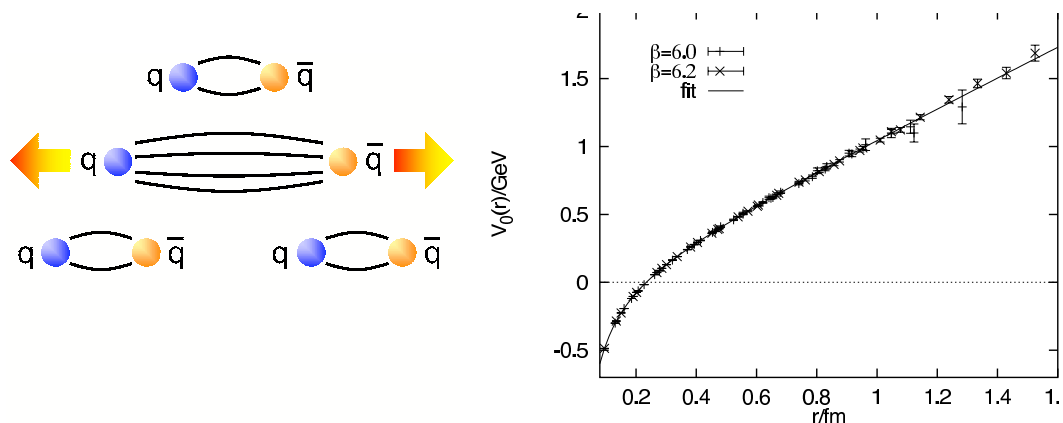 q q̅
q q̅
q q̅ q q̅
2
β=6.0
β=6.2
fit
1.5
1
0.5
0
-0.5
V₀(r)/GeV
0.2 0.4 0.6 0.8 1 1.2 1.4 1.
r/fm